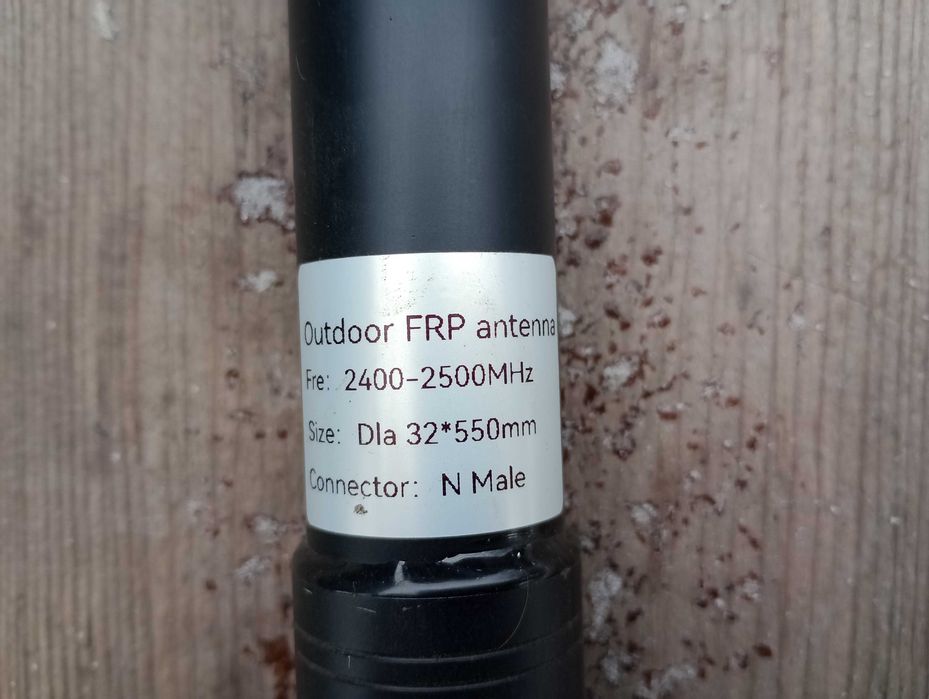 Outdoor FRP antenna
Fre: 2400-2500MHz
Size: Dla 32*550mm
Connector: N Male